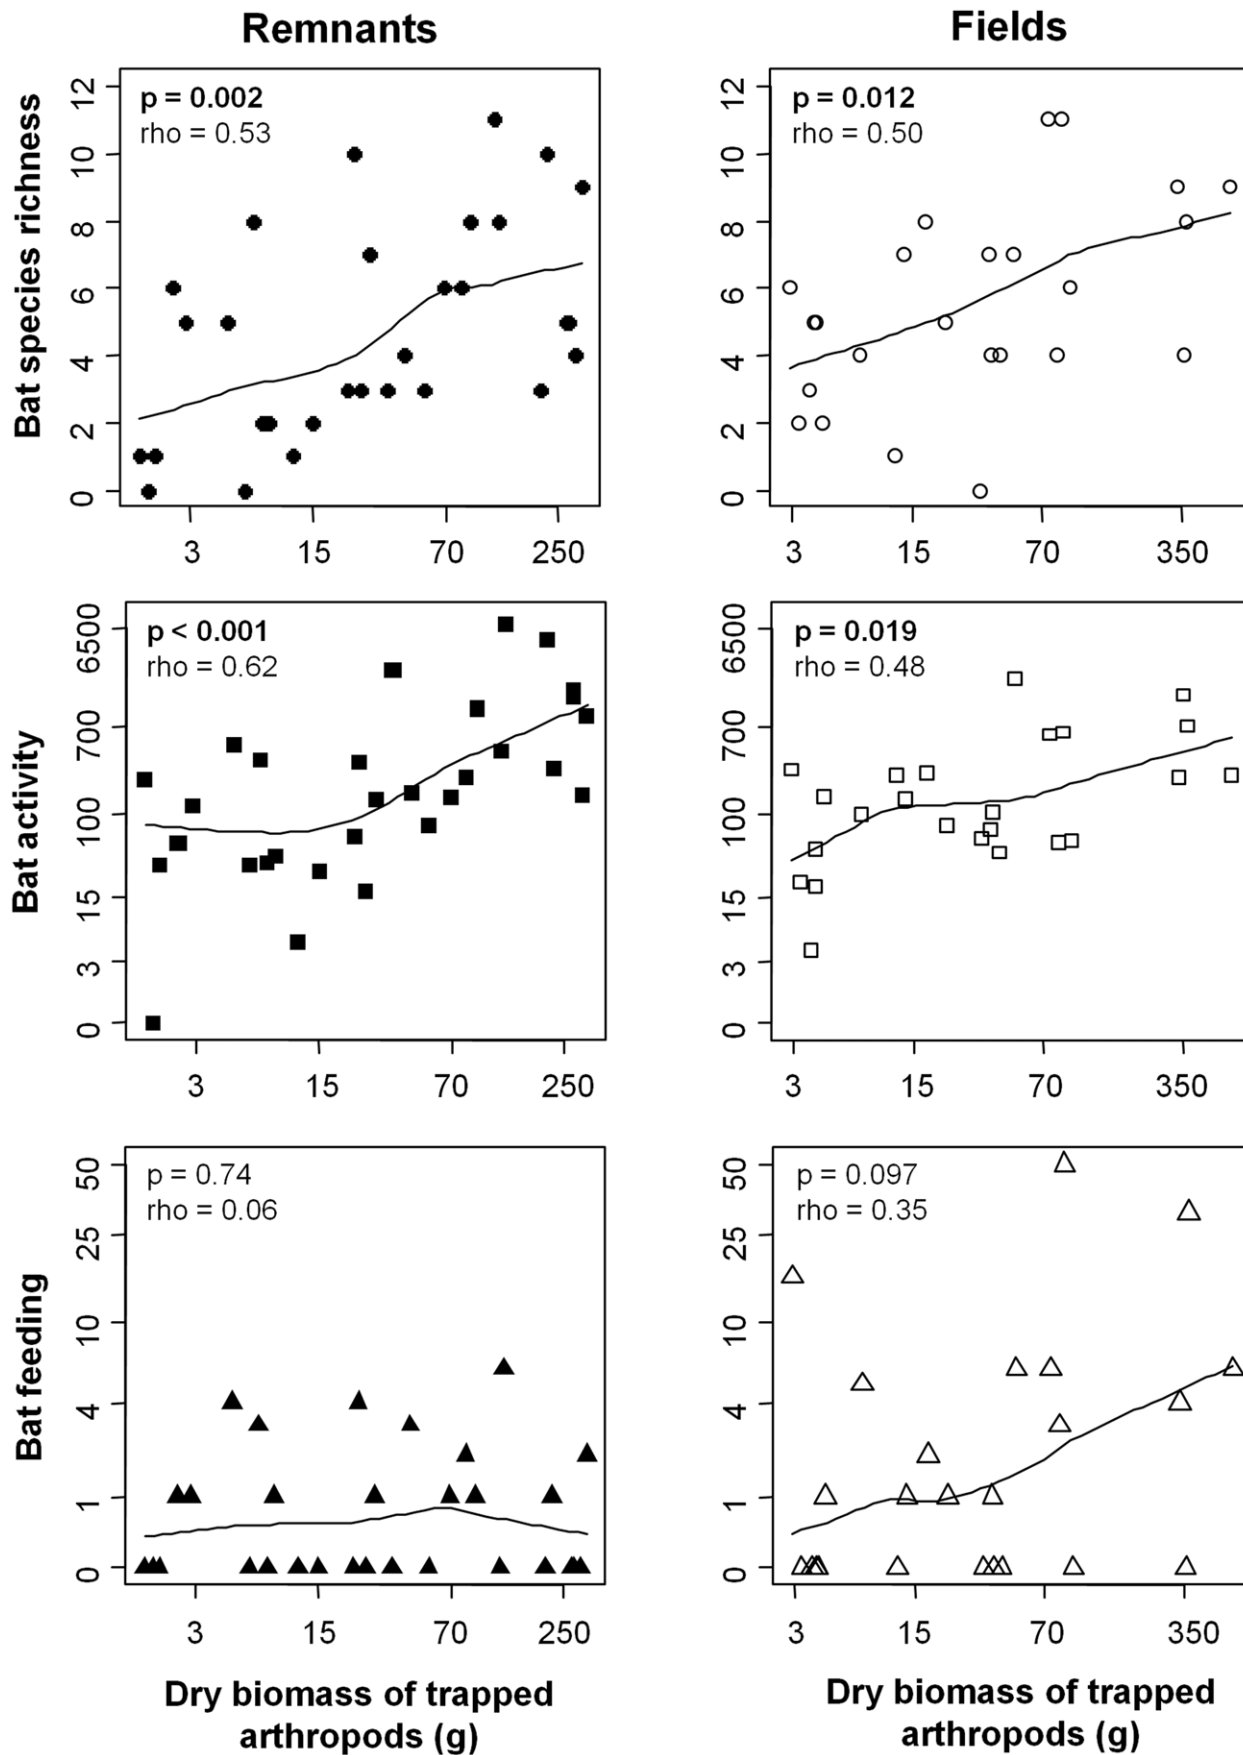 Remnants
Fields
Bat species richness
p = 0.002
rho = 0.53
12
10
8
6
4
2
0
3
15
70
250
p = 0.012
rho = 0.50
12
10
8
6
4
2
0
3
15
70
350
Bat activity
p < 0.001
rho = 0.62
6500
700
100
15
3
0
3
15
70
250
p = 0.019
rho = 0.48
6500
700
100
15
3
0
3
15
70
350
Bat feeding
p = 0.74
rho = 0.06
50
25
10
4
1
0
3
15
70
250
p = 0.097
rho = 0.35
50
25
10
4
1
0
3
15
70
350
Dry biomass of trapped
arthropods (g)
Dry biomass of trapped
arthropods (g)